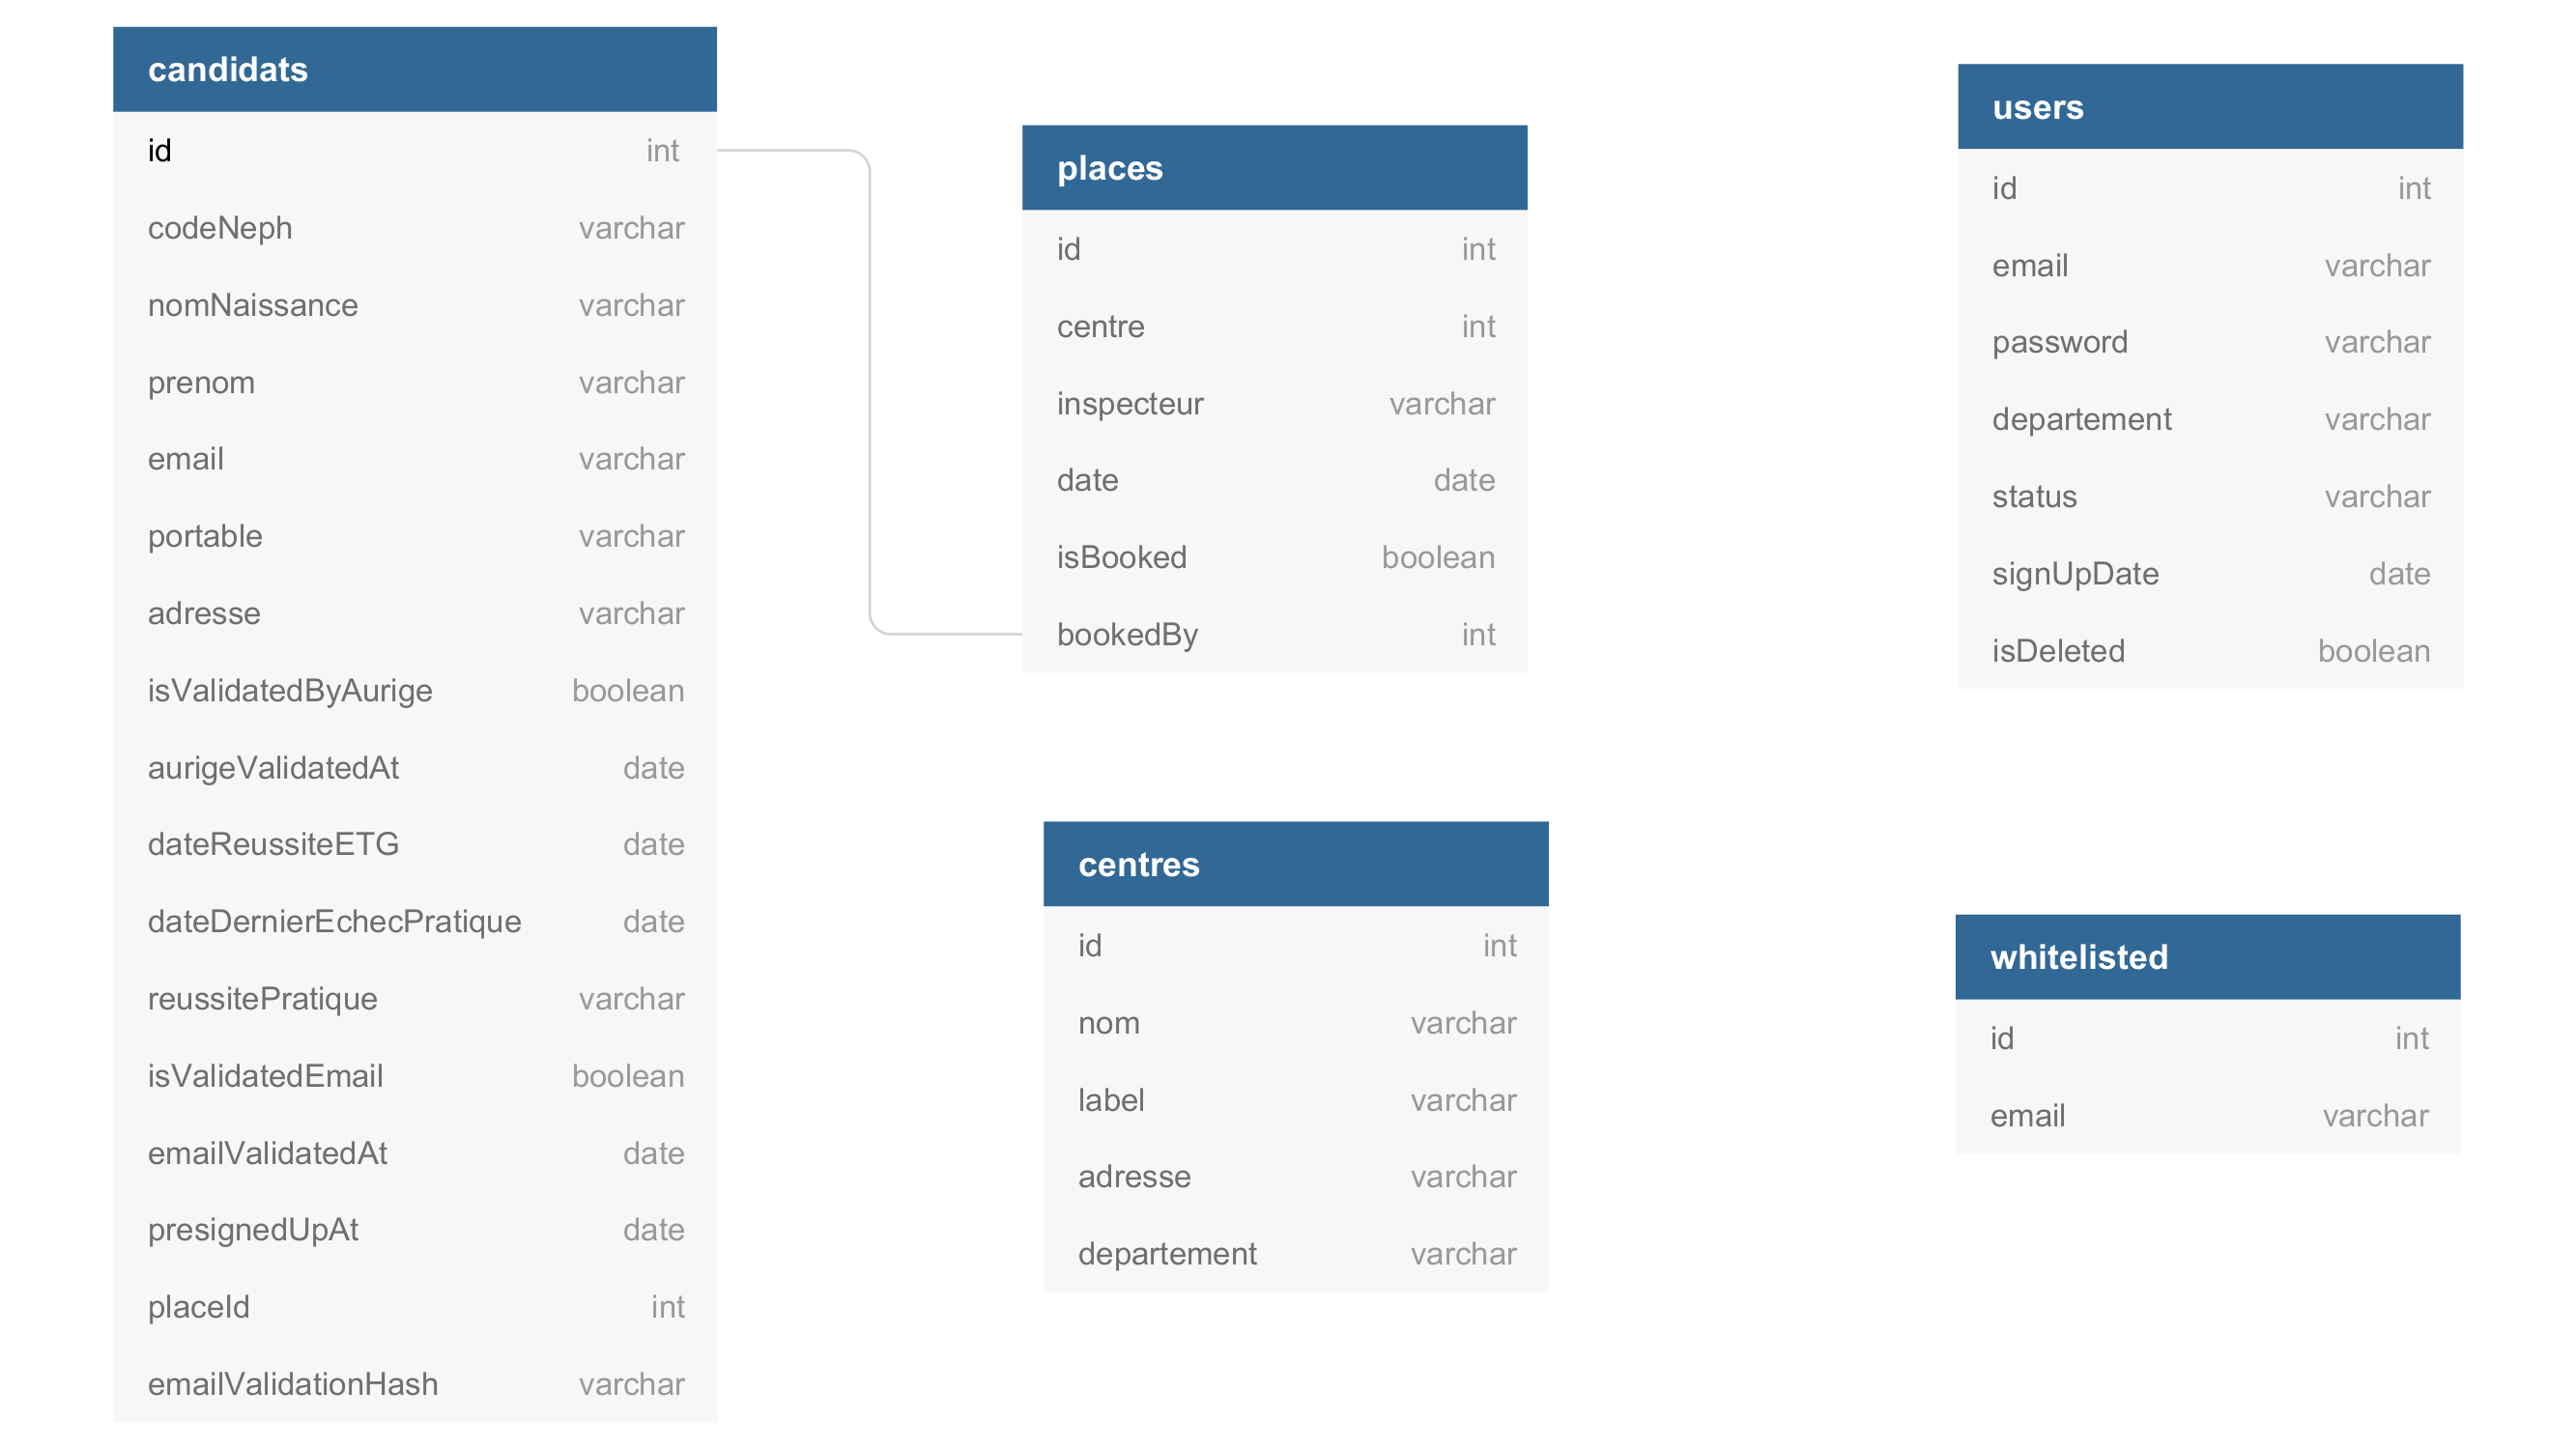 candidats
id int
codeNeph varchar
nomNaissance varchar
prenom varchar
email varchar
portable varchar
adresse varchar
isValidatedByAurige boolean
aurigeValidatedAt date
dateReussiteETG date
dateDernierEchecPratique date
reussitePratique varchar
isValidatedEmail boolean
emailValidatedAt date
presignedUpAt date
placeId int
emailValidationHash varchar
places
id int
centre int
inspecteur varchar
date date
isBooked boolean
bookedBy int
centres
id int
nom varchar
label varchar
adresse varchar
departement varchar
users
id int
email varchar
password varchar
departement varchar
status varchar
signUpDate date
isDeleted boolean
whitelisted
id int
email varchar